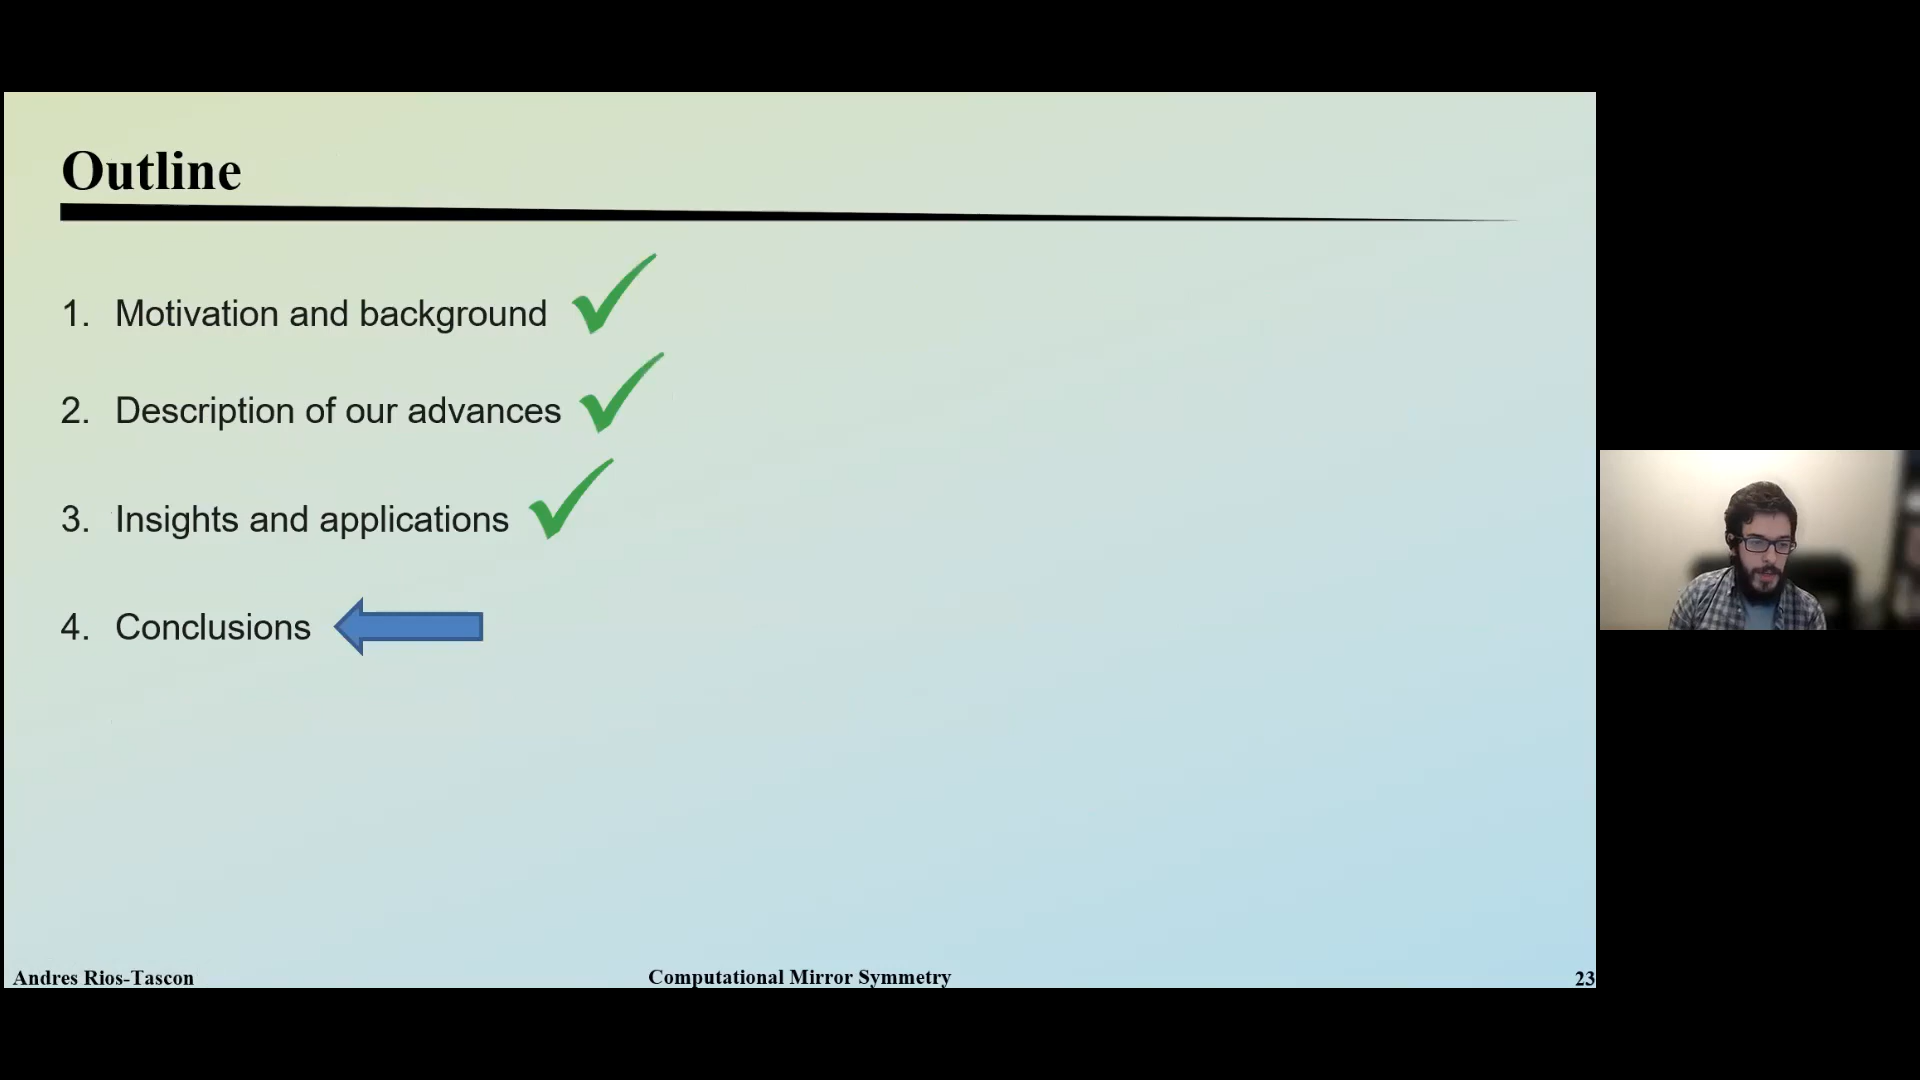 Outline
1. Motivation and background
2. Description of our advances
3. Insights and applications
4. Conclusions
Andres Rios-Tascon
Computational Mirror Symmetry
23